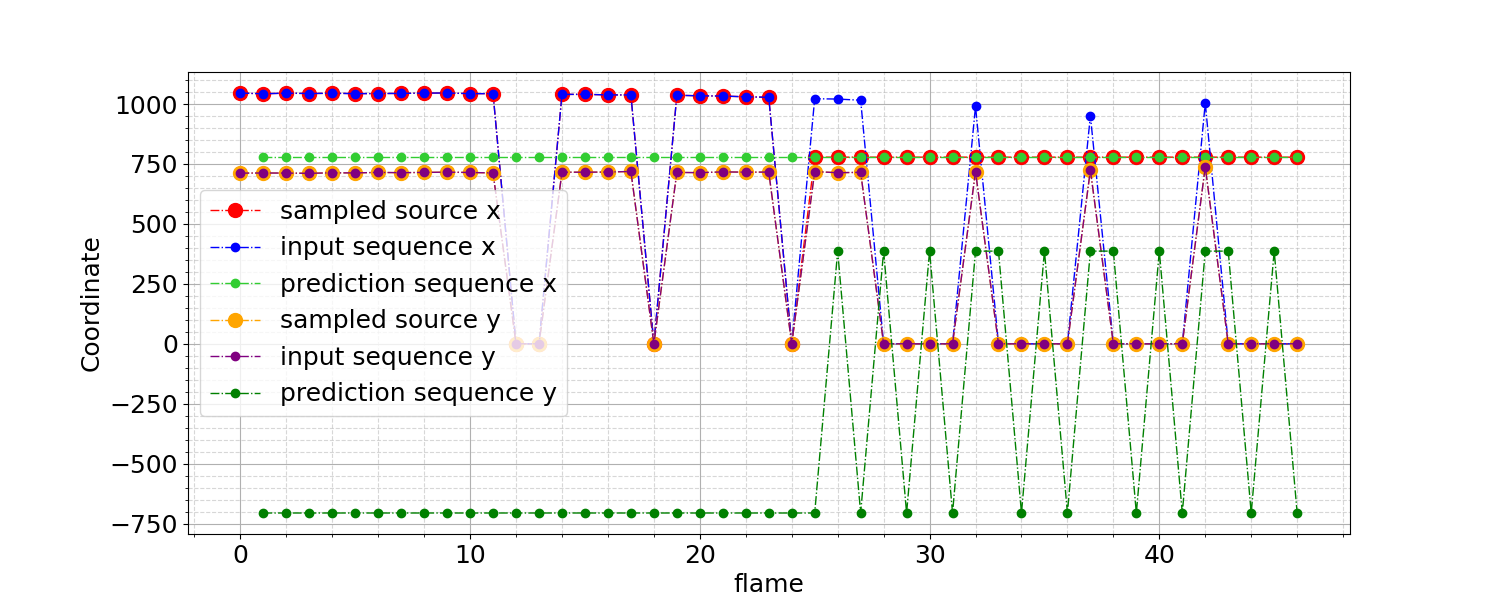 1000
750
500
250
0
−250
−500
−750
Coordinate
sampled source x
input sequence x
prediction sequence x
sampled source y
input sequence y
prediction sequence y
0 10 20 30 40
flame